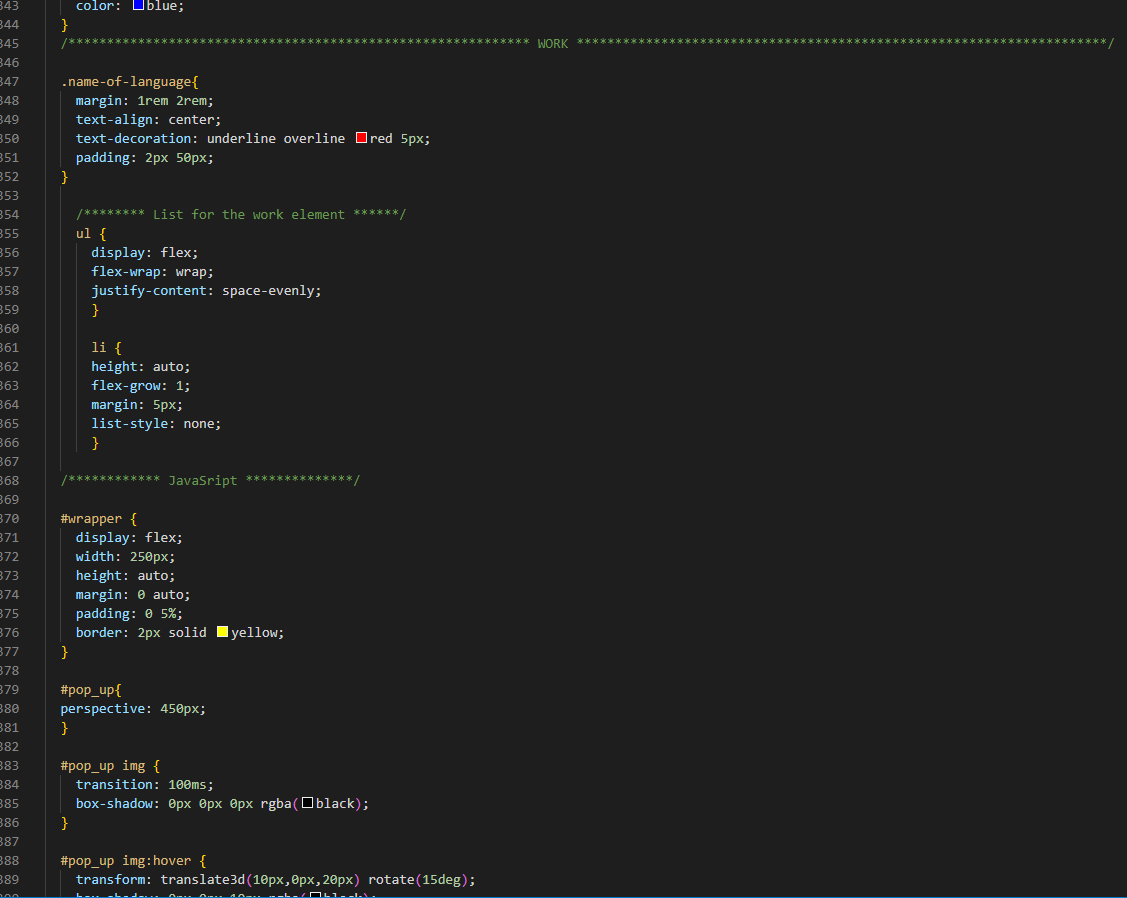 343 color: blue;
344 }
345 /************************************************************ WORK *********************************************************************/
346
347 .name-of-language{
348 margin: 1rem 2rem;
349 text-align: center;
350 text-decoration: underline overline red 5px;
351 padding: 2px 50px;
352 }
353
354 /******** List for the work element ******/
355 ul {
356 display: flex;
357 flex-wrap: wrap;
358 justify-content: space-evenly;
359 }
360
361 li {
362 height: auto;
363 flex-grow: 1;
364 margin: 5px;
365 list-style: none;
366 }
367
368 /************ JavaSript **************/
369
370 #wrapper {
371 display: flex;
372 width: 250px;
373 height: auto;
374 margin: 0 auto;
375 padding: 0 5%;
376 border: 2px solid yellow;
377 }
378
379 #pop_up{
380 perspective: 450px;
381 }
382
383 #pop_up img {
384 transition: 100ms;
385 box-shadow: 0px 0px 0px rgba(black);
386 }
387
388 #pop_up img:hover {
389 transform: translate3d(10px,0px,20px) rotate(15deg);